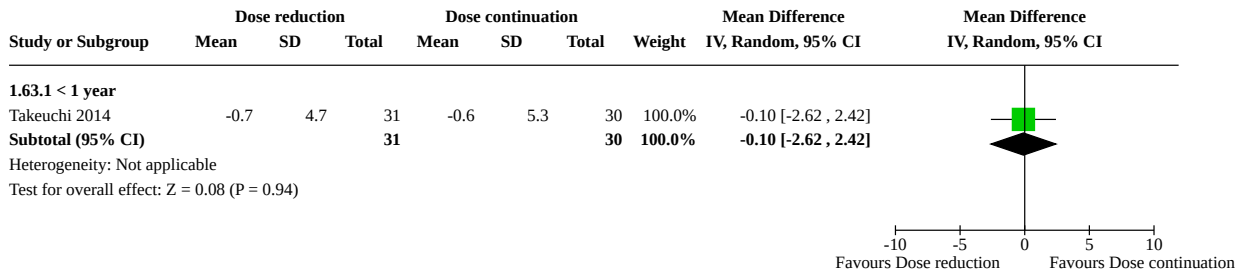 Dose reduction Dose continuation Mean Difference Mean Difference
Study or Subgroup Mean SD Total Mean SD Total Weight IV, Random, 95% CI IV, Random, 95% CI
1.63.1 < 1 year
Takeuchi 2014 -0.7 4.7 31 -0.6 5.3 30 100.0% -0.10 [-2.62 , 2.42]
Subtotal (95% CI) 31 30 100.0% -0.10 [-2.62 , 2.42]
Heterogeneity: Not applicable
Test for overall effect: Z = 0.08 (P = 0.94)
-10 -5 0 5 10
Favours Dose reduction Favours Dose continuation